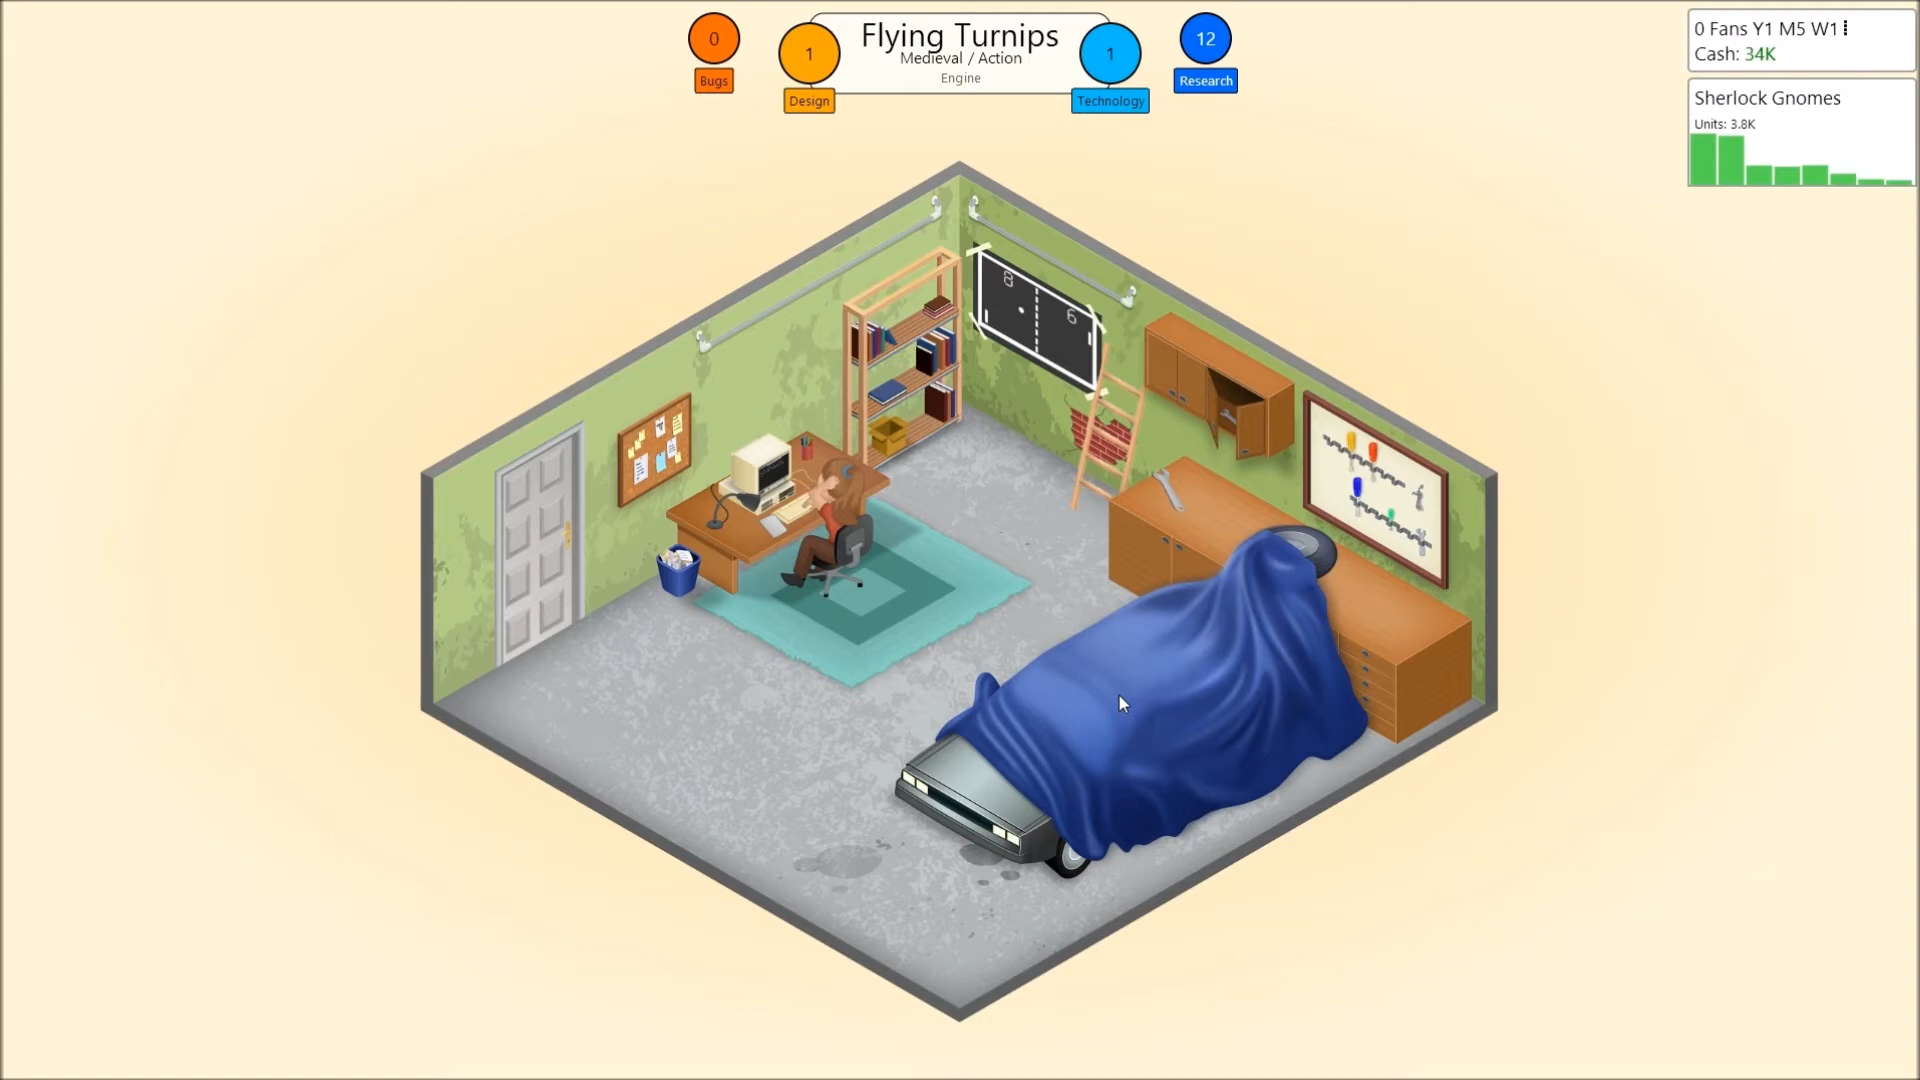 0
Bugs
1
Design
Flying Turnips
Medieval / Action
Engine
1
Technology
12
Research
0 Fans Y1 M5 W1
Cash: 34K
Sherlock Gnomes
Units: 3.8K